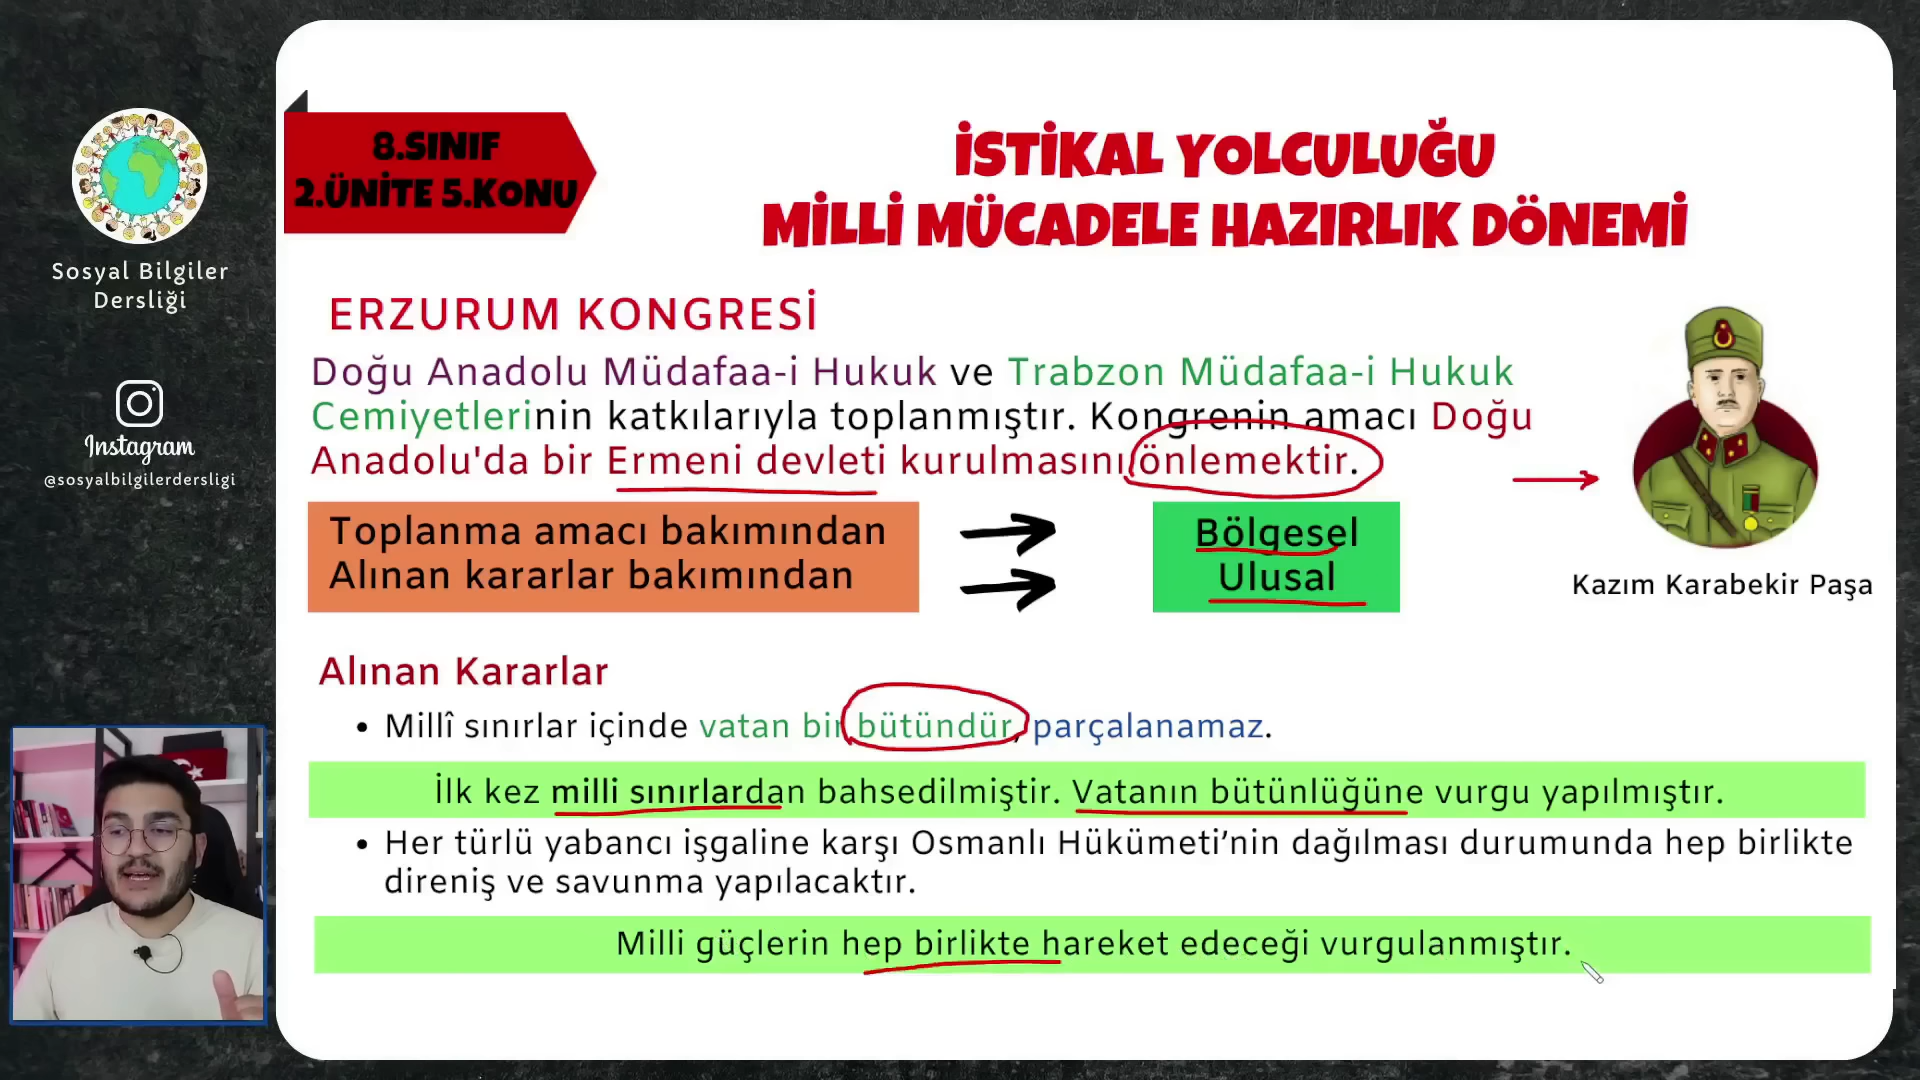 8.SINIF
2.ÜNİTE 5.KONU
İSTİKAL YOLCULUĞU
MİLLİ MÜCADELE HAZIRLIK DÖNEMİ
Sosyal Bilgiler
Dersliği
Instagram
@sosyalbilgilerdersligi
ERZURUM KONGRESİ
Doğu Anadolu Müdafaa-i Hukuk ve Trabzon Müdafaa-i Hukuk
Cemiyetlerinin katkılarıyla toplanmıştır. Kongrenin amacı Doğu
Anadolu'da bir Ermeni devleti kurulmasını önlemektir.
Toplanma amacı bakımından
Alınan kararlar bakımından
Bölgesel
Ulusal
Kazım Karabekir Paşa
Alınan Kararlar
• Millî sınırlar içinde vatan bir bütündür, parçalanamaz.
İlk kez milli sınırlardan bahsedilmiştir. Vatanın bütünlüğüne vurgu yapılmıştır.
• Her türlü yabancı işgaline karşı Osmanlı Hükümeti’nin dağılması durumunda hep birlikte
direniş ve savunma yapılacaktır.
Milli güçlerin hep birlikte hareket edeceği vurgulanmıştır.